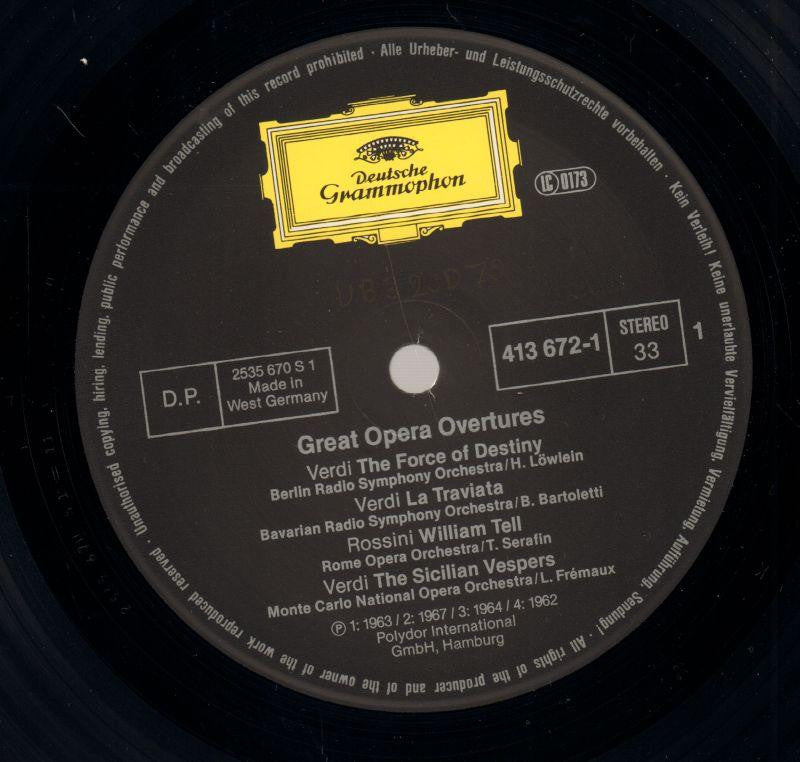 Unauthorised copying, hiring, lending, public performance and broadcasting of this record prohibited · Alle Urheber- und Leistungsschutzrechte vorbehalten · Kein Verleih! Keine unerlaubte Vervielfältigung, Vermietung, Aufführung, Sendung! · All rights of the producer and of the owner of the work reproduced reserved ·
Deutsche
Grammophon
LC 0173
413 672-1
STEREO
33
1
D.P.
2535 670 S 1
Made in
West Germany
Great Opera Overtures
Verdi The Force of Destiny
Berlin Radio Symphony Orchestra/H. Löwlein
Verdi La Traviata
Bavarian Radio Symphony Orchestra/B. Bartoletti
Rossini William Tell
Rome Opera Orchestra/T. Serafin
Verdi The Sicilian Vespers
Monte Carlo National Opera Orchestra/L. Frémaux
Ⓟ 1: 1963 / 2: 1967 / 3: 1964 / 4: 1962
Polydor International
GmbH, Hamburg